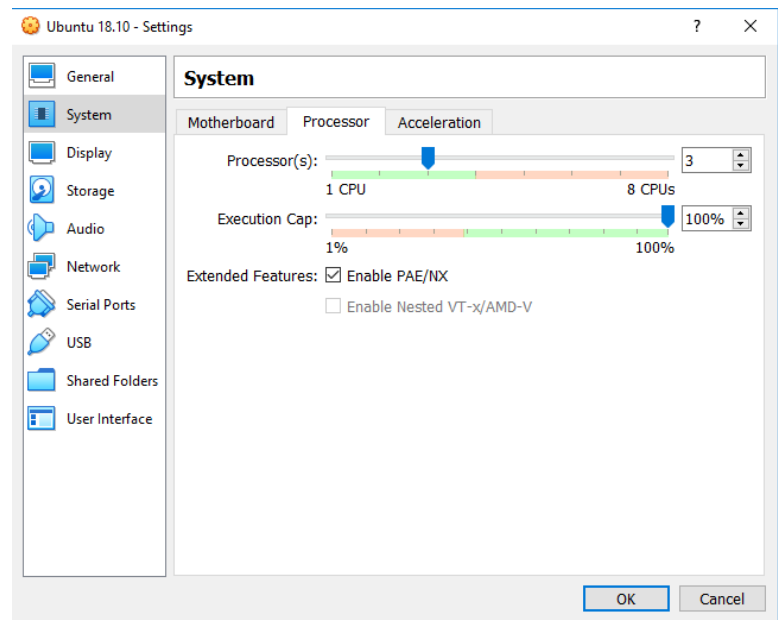 Ubuntu 18.10 - Settings
?
General
System
Display
Storage
Audio
Network
Serial Ports
USB
Shared Folders
User Interface
System
Motherboard Processor Acceleration
Processor(s): 3
1 CPU 8 CPUs
Execution Cap: 100%
1% 100%
Extended Features: Enable PAE/NX
Enable Nested VT-x/AMD-V
OK Cancel